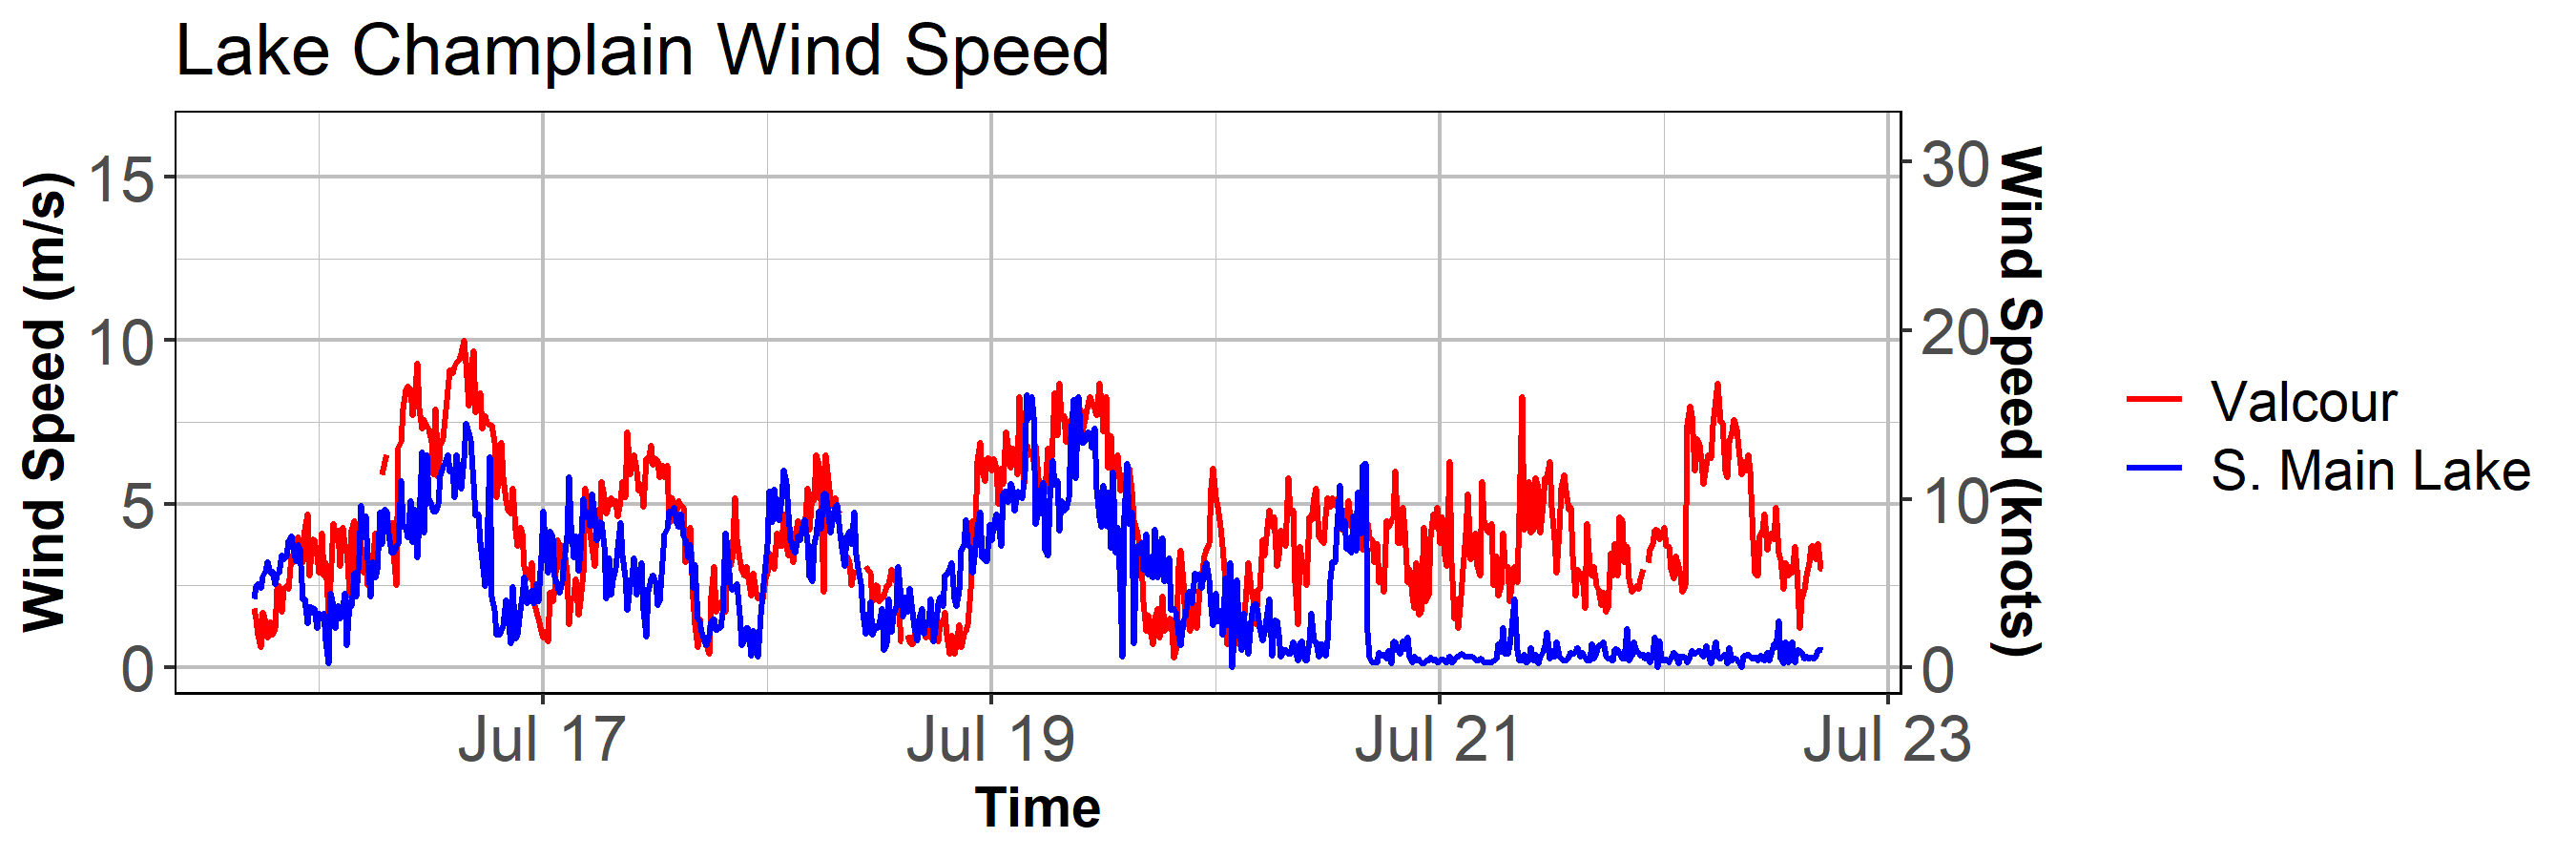 Lake Champlain Wind Speed
Wind Speed (m/s)
15
10
5
0
30
20
10
0
Wind Speed (knots)
Jul 17 Jul 19 Jul 21 Jul 23
Time
Valcour
S. Main Lake